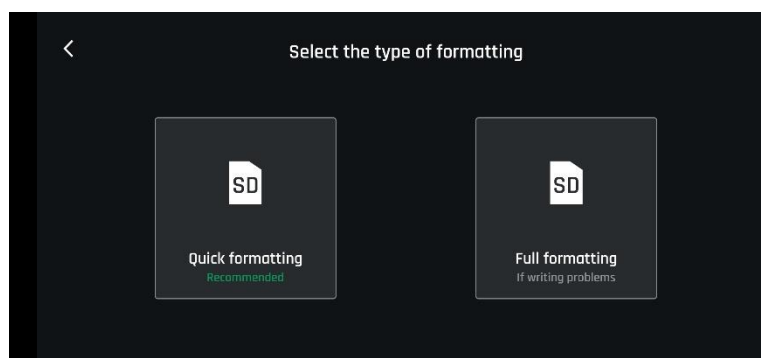 Select the type of formatting
SD
SD
Quick formatting
Recommended
Full formatting
If writing problems